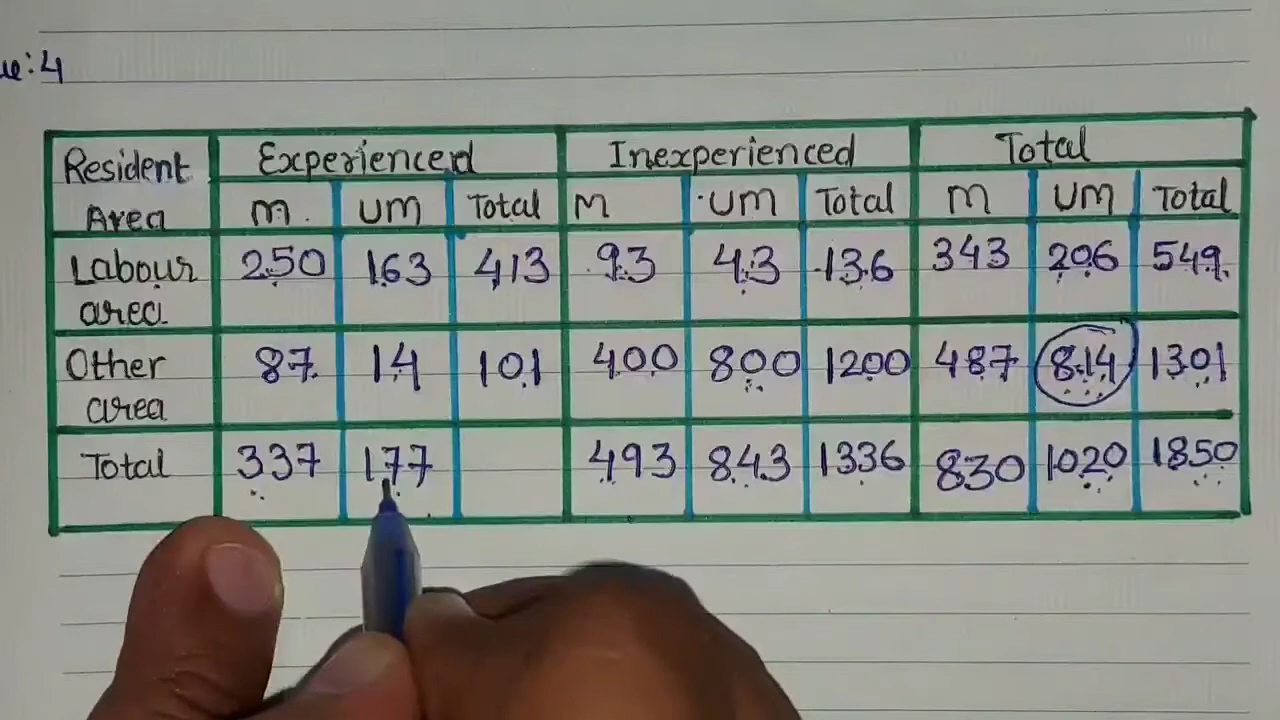 :4
Resident Area Experienced Inexperienced Total
M. UM Total M UM Total M UM Total
Labour area 250 163 413 93 43 136 343 206 549
Other area 87 14 101 400 800 1200 487 814 1301
Total 337 177 493 843 1336 830 1020 1850